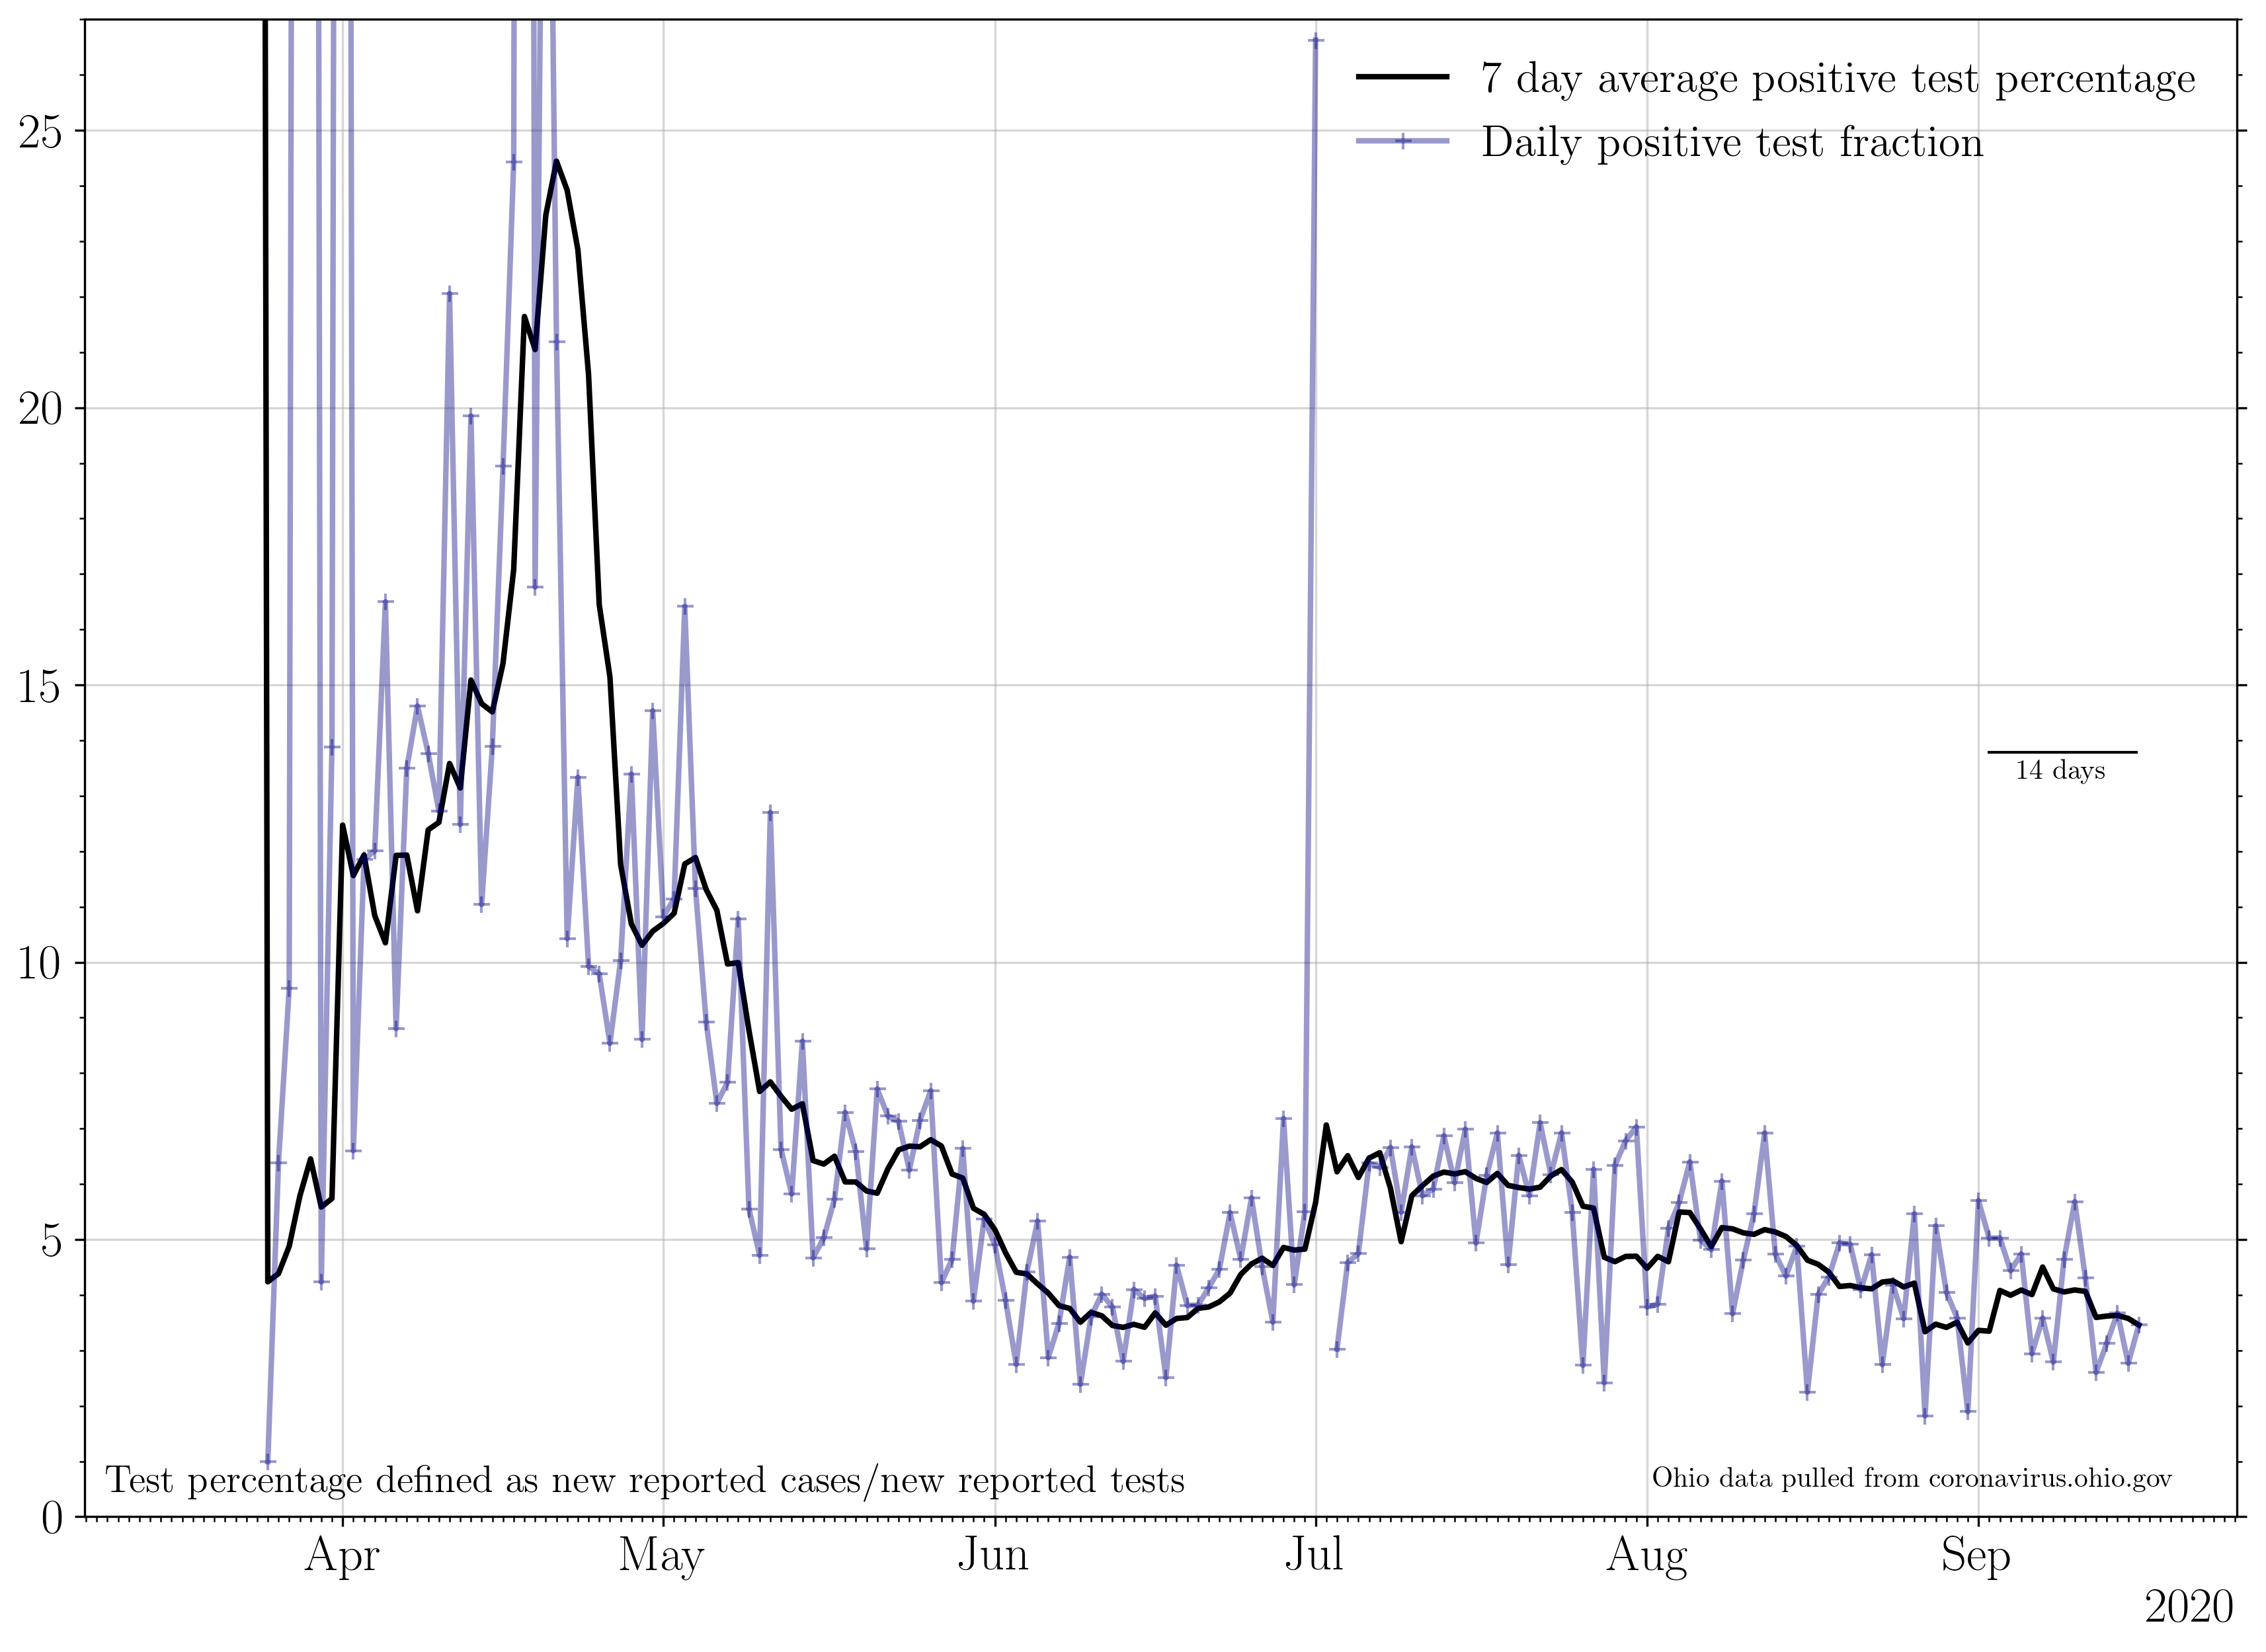 7 day average positive test percentage
Daily positive test fraction
25
20
15
10
5
0
14 days
Test percentage defined as new reported cases/new reported tests
Ohio data pulled from coronavirus.ohio.gov
Apr May Jun Jul Aug Sep
2020